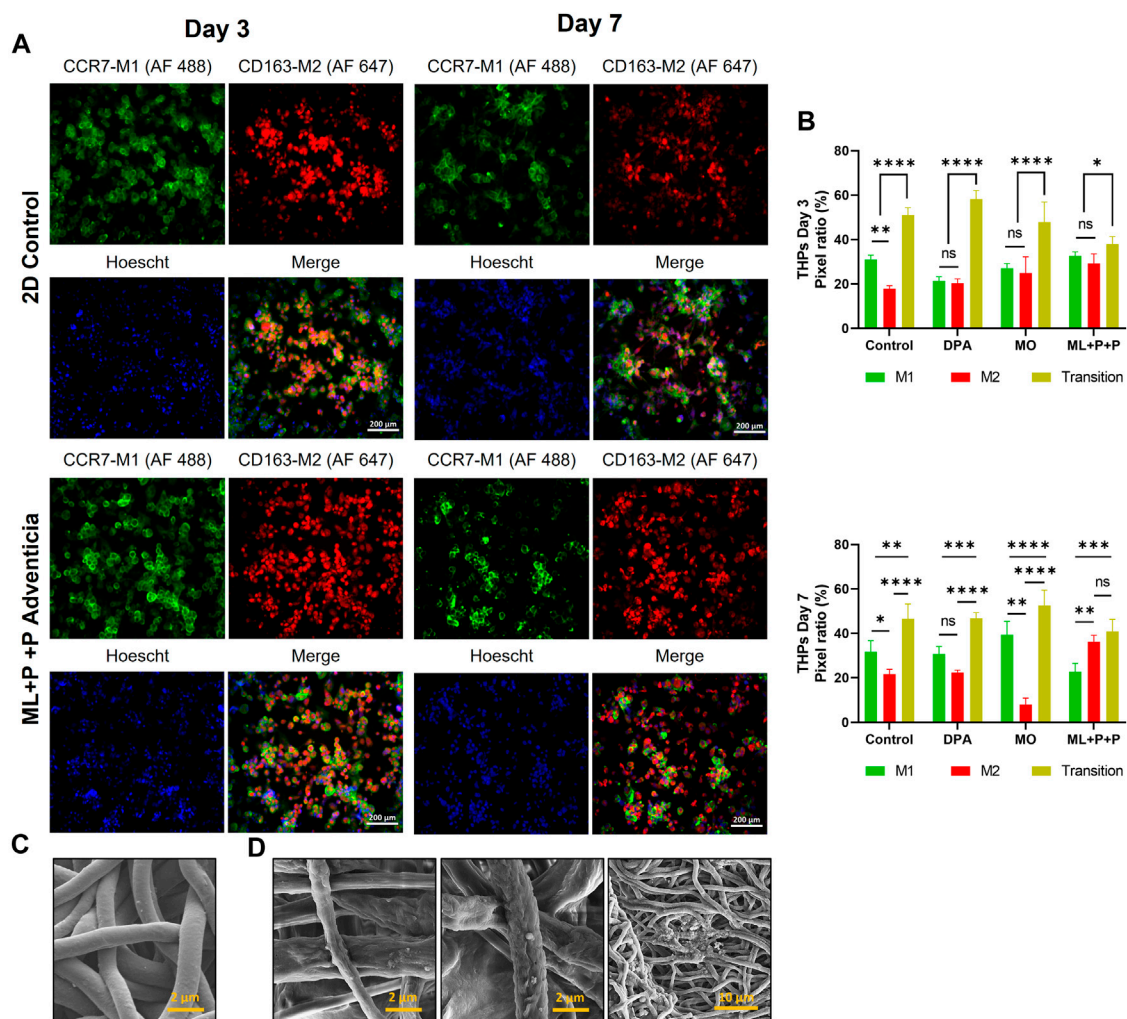 A
Day 3
Day 7
CCR7-M1 (AF 488)
CD163-M2 (AF 647)
CCR7-M1 (AF 488)
CD163-M2 (AF 647)
2D Control
Hoescht
Merge
Hoescht
Merge
200 µm
200 µm
CCR7-M1 (AF 488)
CD163-M2 (AF 647)
CCR7-M1 (AF 488)
CD163-M2 (AF 647)
ML+P +P Adventicia
Hoescht
Merge
Hoescht
Merge
200 µm
200 µm
B
THPs Day 3
Pixel ratio (%)
80
60
40
20
0
**** **** **** *
** ns ns ns
Control DPA MO ML+P+P
M1 M2 Transition
THPs Day 7
Pixel ratio (%)
80
60
40
20
0
** *** **** ***
* **** ns **** ** **** ** ns
Control DPA MO ML+P+P
M1 M2 Transition
C
2 µm
D
2 µm
2 µm
10 µm